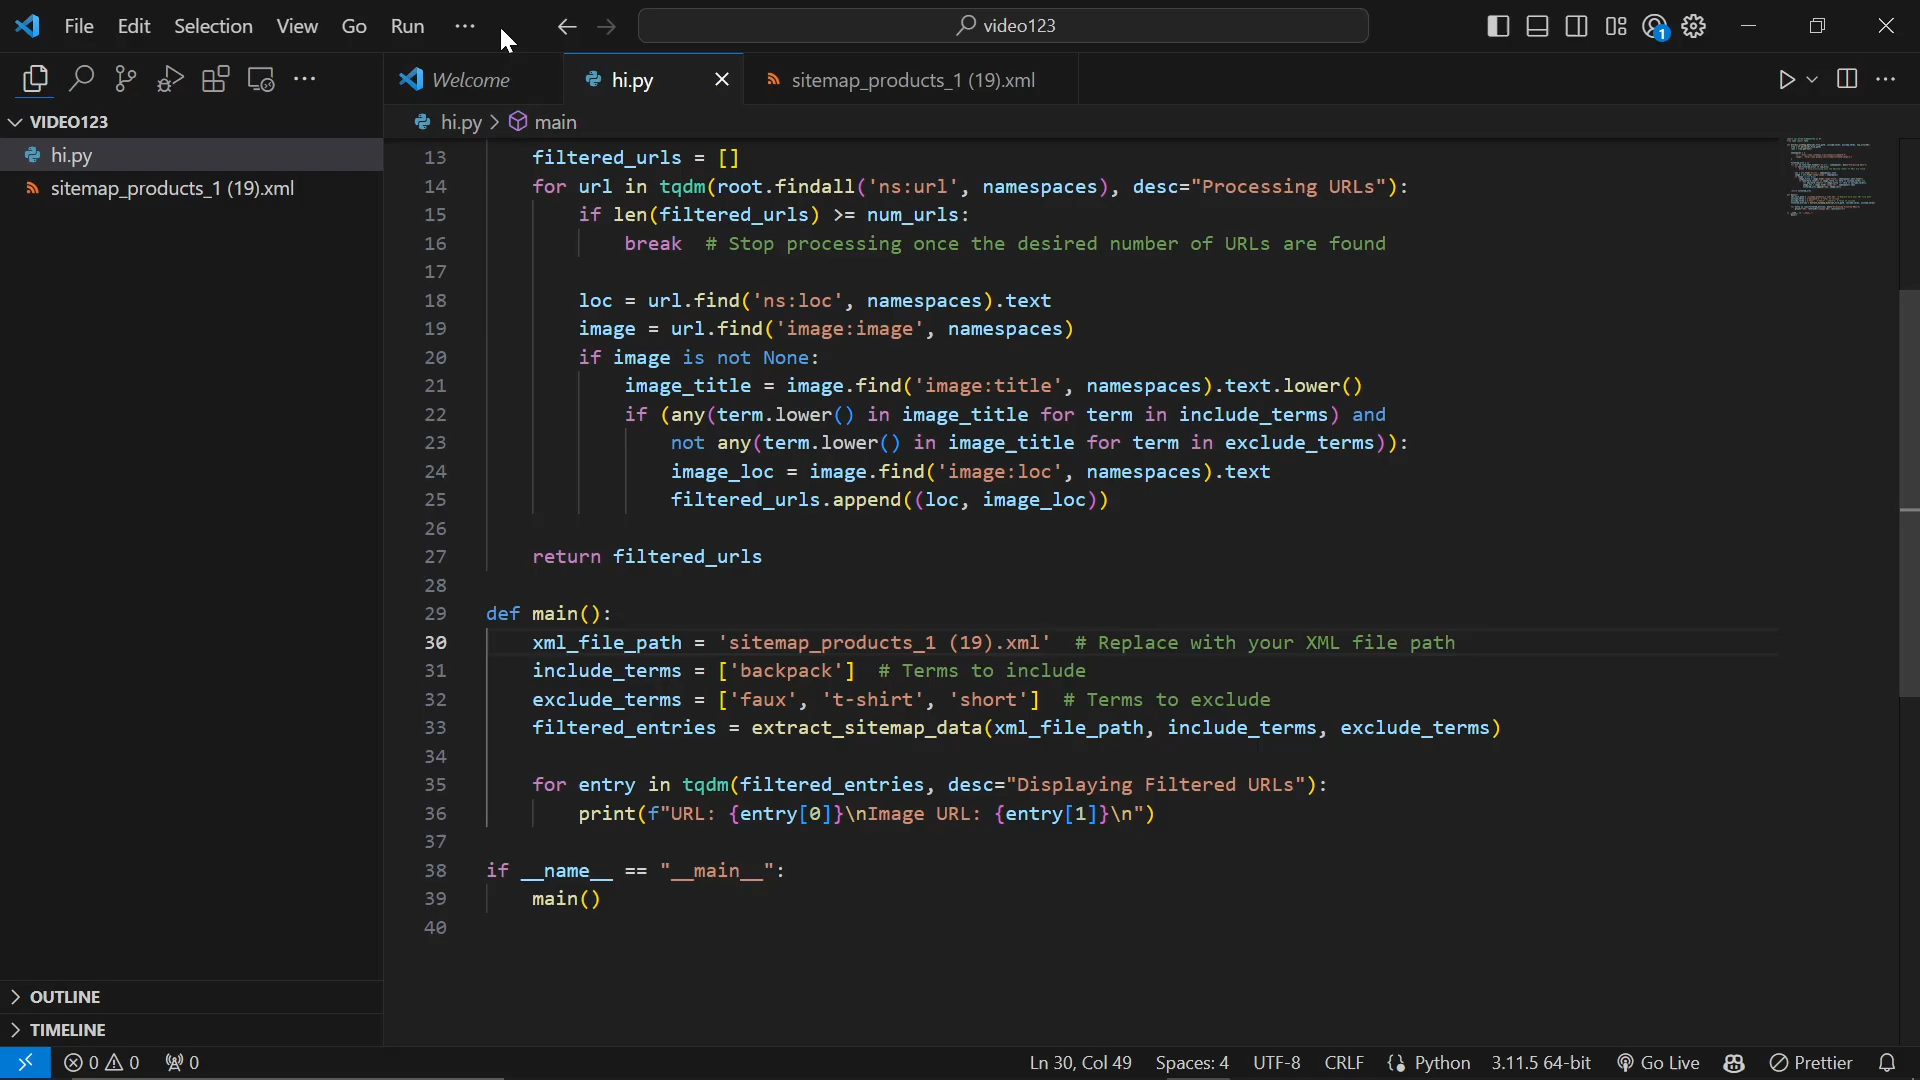 File Edit Selection View Go Run ··· video123
Welcome hi.py sitemap_products_1 (19).xml
VIDEO123
hi.py
sitemap_products_1 (19).xml
hi.py > main
13 filtered_urls = []
14 for url in tqdm(root.findall('ns:url', namespaces), desc="Processing URLs"):
15 if len(filtered_urls) >= num_urls:
16 break # Stop processing once the desired number of URLs are found
17
18 loc = url.find('ns:loc', namespaces).text
19 image = url.find('image:image', namespaces)
20 if image is not None:
21 image_title = image.find('image:title', namespaces).text.lower()
22 if (any(term.lower() in image_title for term in include_terms) and
23 not any(term.lower() in image_title for term in exclude_terms)):
24 image_loc = image.find('image:loc', namespaces).text
25 filtered_urls.append((loc, image_loc))
26
27 return filtered_urls
28
29 def main():
30 xml_file_path = 'sitemap_products_1 (19).xml' # Replace with your XML file path
31 include_terms = ['backpack'] # Terms to include
32 exclude_terms = ['faux', 't-shirt', 'short'] # Terms to exclude
33 filtered_entries = extract_sitemap_data(xml_file_path, include_terms, exclude_terms)
34
35 for entry in tqdm(filtered_entries, desc="Displaying Filtered URLs"):
36 print(f"URL: {entry[0]}\nImage URL: {entry[1]}\n")
37
38 if __name__ == "__main__":
39 main()
40
OUTLINE
TIMELINE
0 0 0 Ln 30, Col 49 Spaces: 4 UTF-8 CRLF Python 3.11.5 64-bit Go Live Prettier
1